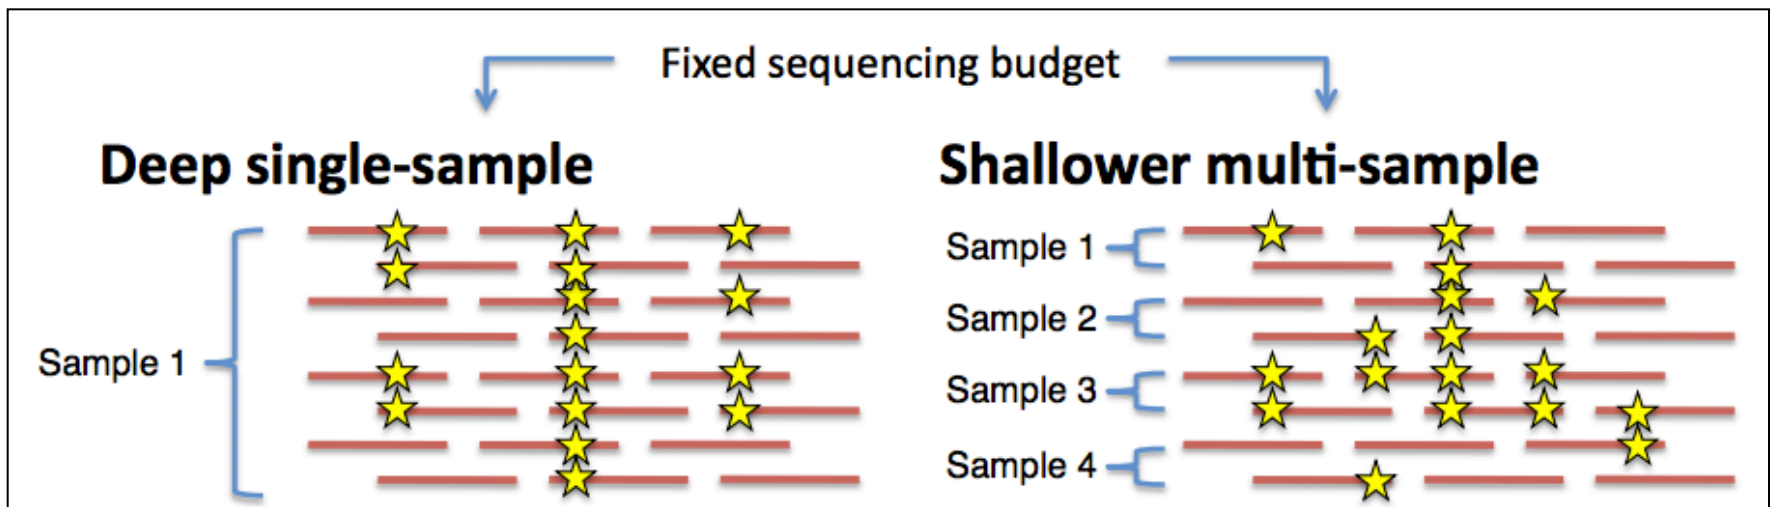 Fixed sequencing budget
Deep single-sample
Shallower multi-sample
Sample 1
Sample 1
Sample 2
Sample 3
Sample 4